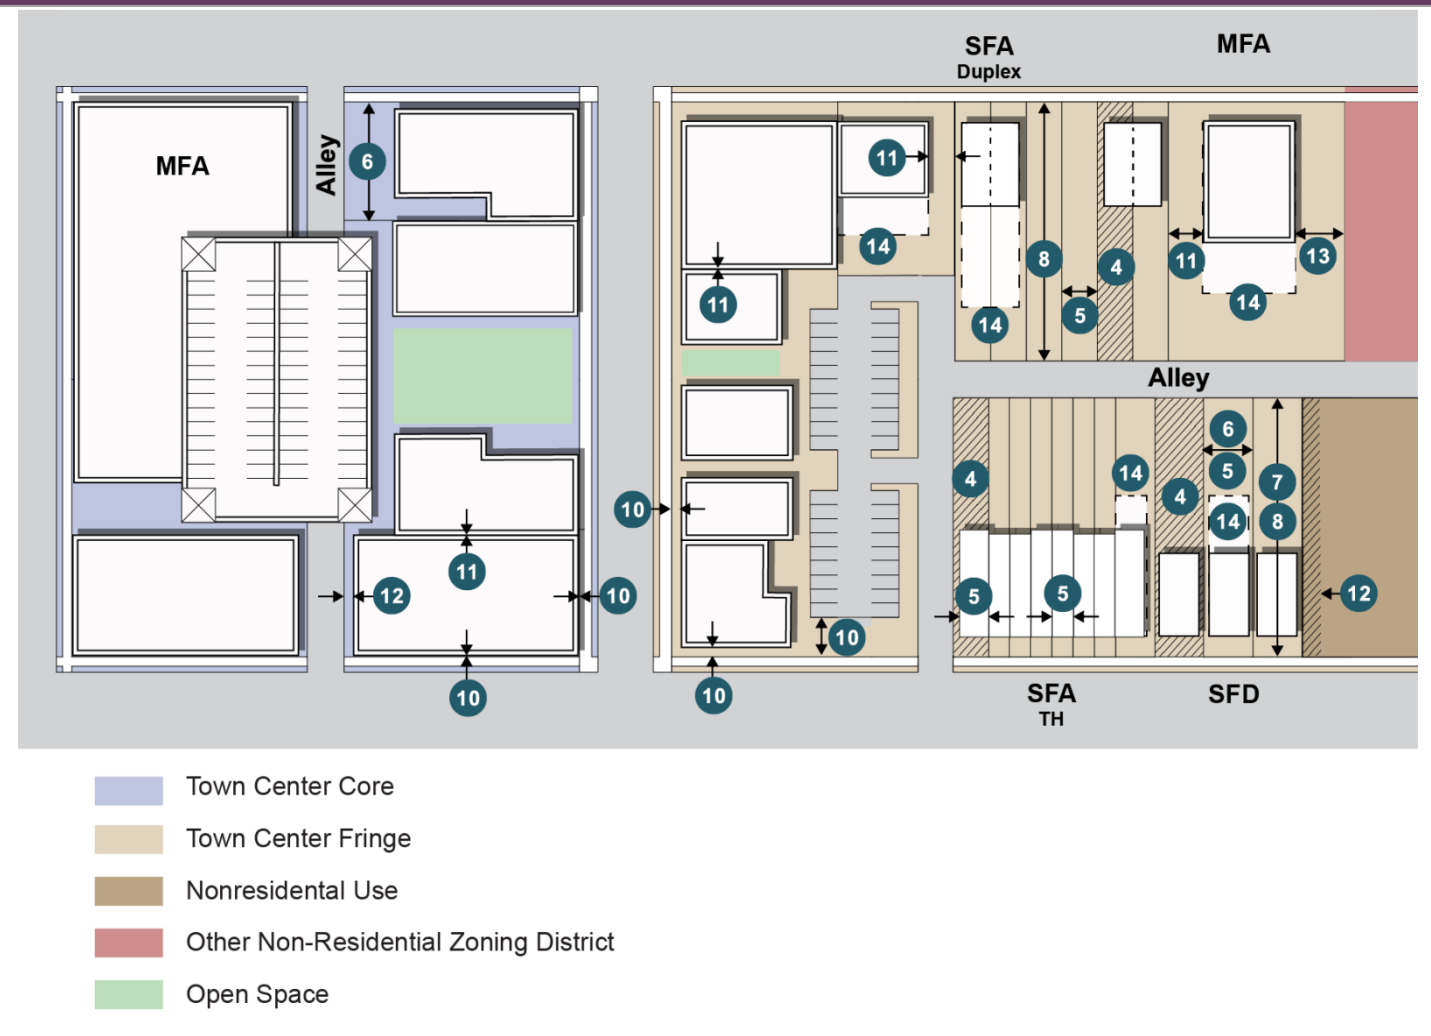 SFA
Duplex
MFA
MFA
Alley
6
11
14
11
8
4
5
14
11
13
14
Alley
6
5
4
14
4
14
7
8
10
11
12
10
5
5
12
10
10
10
SFA
TH
SFD
Town Center Core
Town Center Fringe
Nonresidental Use
Other Non-Residential Zoning District
Open Space